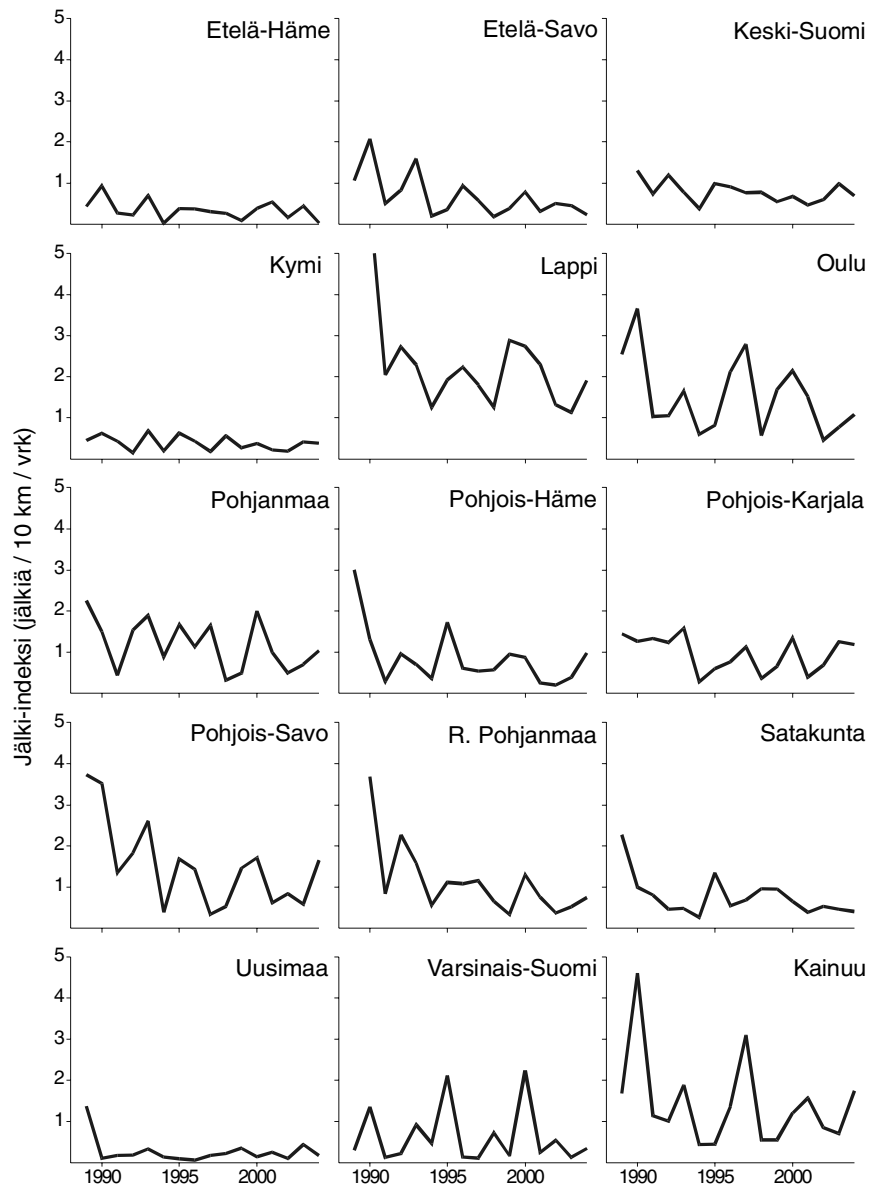 Jälki-indeksi (jälkiä / 10 km / vrk)
5
4
3
2
1
Etelä-Häme
Etelä-Savo
Keski-Suomi
5
4
3
2
1
Kymi
Lappi
Oulu
5
4
3
2
1
Pohjanmaa
Pohjois-Häme
Pohjois-Karjala
5
4
3
2
1
Pohjois-Savo
R. Pohjanmaa
Satakunta
5
4
3
2
1
Uusimaa
Varsinais-Suomi
Kainuu
1990 1995 2000 1990 1995 2000 1990 1995 2000